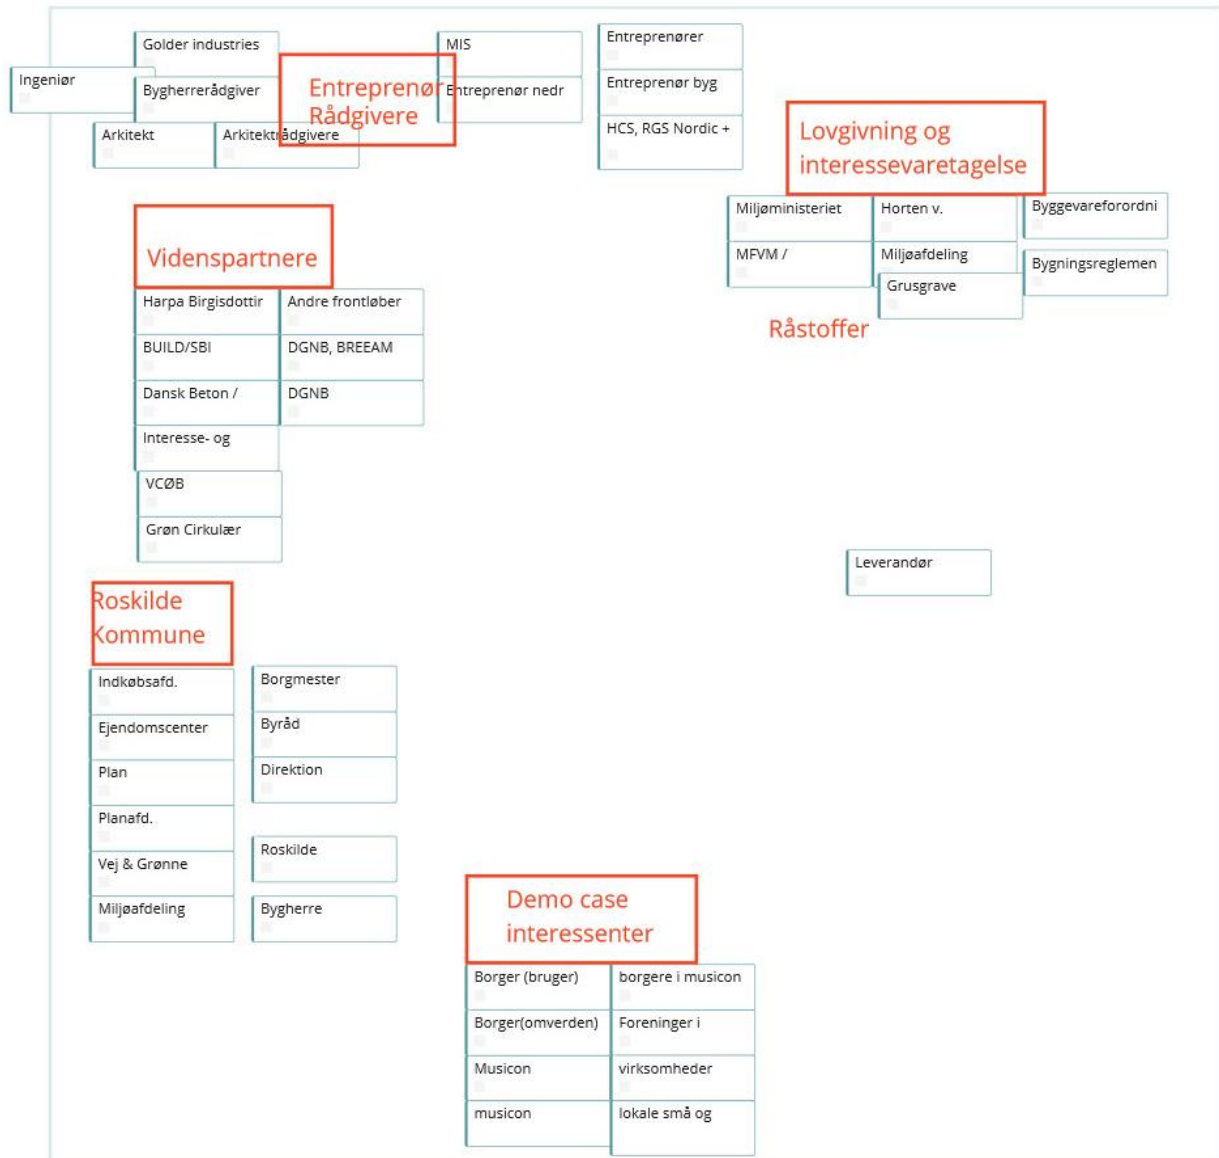 Golder industries
Ingeniør
Bygherrerådgiver
Arkitekt
Arkitektrådgivere
Entreprenør
Rådgivere
MIS
Entreprenør nedr
Entreprenører
Entreprenør byg
HCS, RGS Nordic +
Lovgivning og
interessevaretagelse
Miljøministeriet
Horten v.
Byggevareforordni
MFVM /
Miljøafdeling
Bygningsreglemen
Grusgrave
Råstoffer
Videnspartnere
Harpa Birgisdottir
Andre frontløber
BUILD/SBI
DGNB, BREEAM
Dansk Beton /
DGNB
Interesse- og
VCØB
Grøn Cirkulær
Leverandør
Roskilde
Kommune
Indkøbsafd.
Borgmester
Ejendomscenter
Byråd
Plan
Direktion
Planafd.
Vej & Grønne
Roskilde
Miljøafdeling
Bygherre
Demo case
interessenter
Borger (bruger)
borgere i musicon
Borger(omverden)
Foreninger i
Musicon
virksomheder
musicon
lokale små og